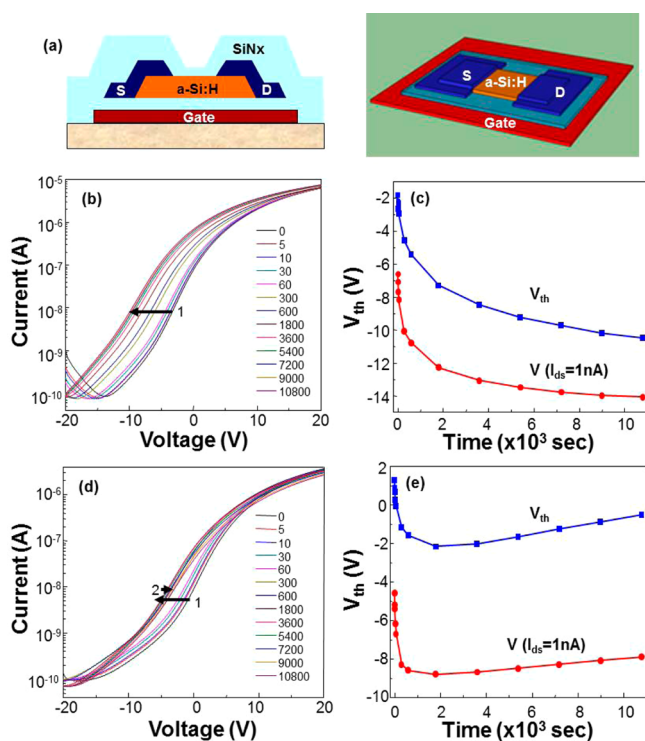 (a)
SiNx
S
a-Si:H
D
Gate
S
a-Si:H
D
Gate
(b)
Current (A)
10⁻⁵
10⁻⁶
10⁻⁷
10⁻⁸
10⁻⁹
10⁻¹⁰
-20 -10 0 10 20
Voltage (V)
1
0
5
10
30
60
300
600
1800
3600
5400
7200
9000
10800
(c)
V_th (V)
-2
-4
-6
-8
-10
-12
-14
V_th
V (I_ds=1nA)
0 2 4 6 8 10
Time (x10³ sec)
(d)
Current (A)
10⁻⁶
10⁻⁷
10⁻⁸
10⁻⁹
10⁻¹⁰
-20 -10 0 10 20
Voltage (V)
2
1
0
5
10
30
60
300
600
1800
3600
5400
7200
9000
10800
(e)
V_th (V)
2
0
-2
-4
-6
-8
-10
V_th
V (I_ds=1nA)
0 2 4 6 8 10
Time (x10³ sec)